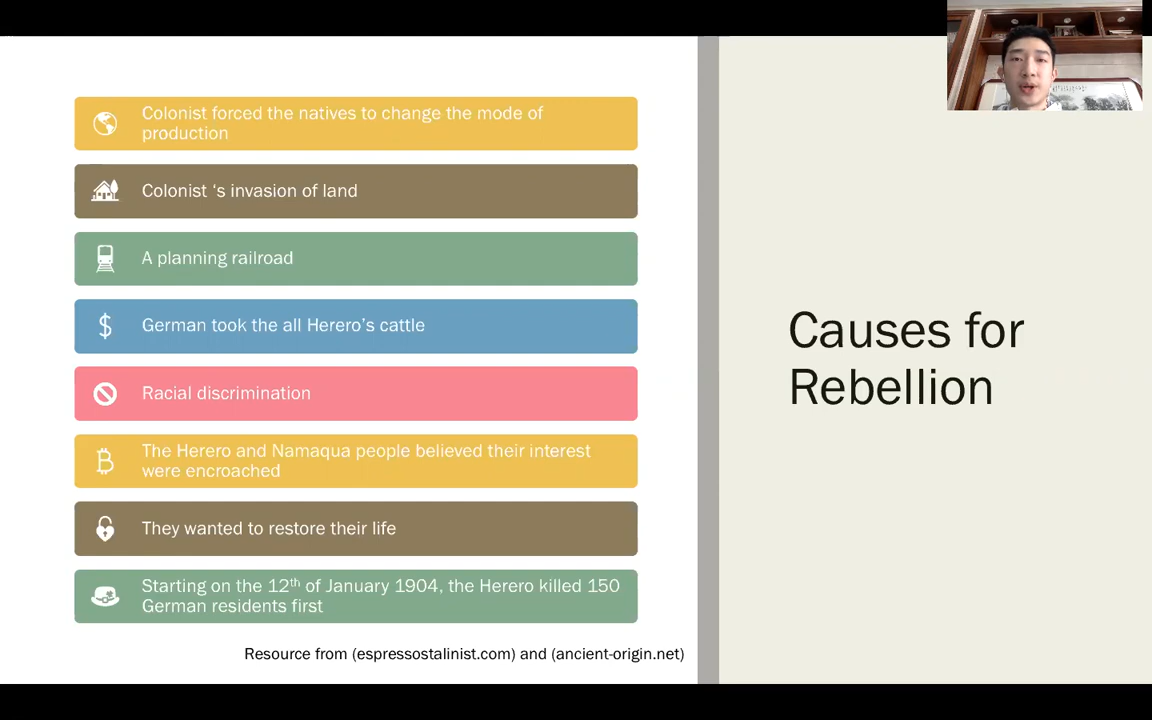 Colonist forced the natives to change the mode of
production
Colonist ‘s invasion of land
A planning railroad
German took the all Herero’s cattle
Racial discrimination
The Herero and Namaqua people believed their interest
were encroached
They wanted to restore their life
Starting on the 12th of January 1904, the Herero killed 150
German residents first
Resource from (espressostalinist.com) and (ancient-origin.net)
Causes for
Rebellion